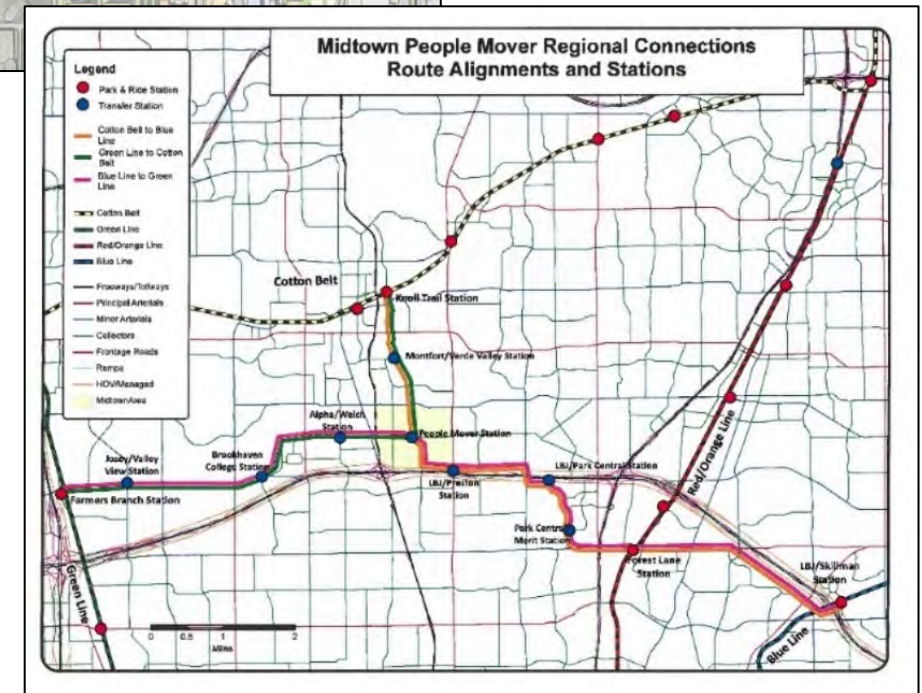 Midtown People Mover Regional Connections
Route Alignments and Stations
Legend
Park & Ride Station
Transfer Station
Cotton Belt to Blue
Line
Green Line to Cotton
Belt
Blue Line to Green
Line
Cotton Belt
Green Line
Red/Orange Line
Blue Line
Freeways/Tollways
Principal Arterials
Minor Arterials
Collectors
Frontage Roads
Ramps
HOV/Managed
Midtown Area
Cotton Belt
Knoll Trail Station
Montfort/Verde Valley Station
Alpha/Welch
Station
People Mover Station
Josey/Valley
View Station
Brookhaven
College Station
Farmers Branch Station
LBJ/Preston
Station
LBJ/Park Central Station
Red/Orange Line
Park Central
Merit Station
Forest Lane
Station
LBJ/Skillman
Station
Green Line
Blue Line
0 0.5 1 2
Miles